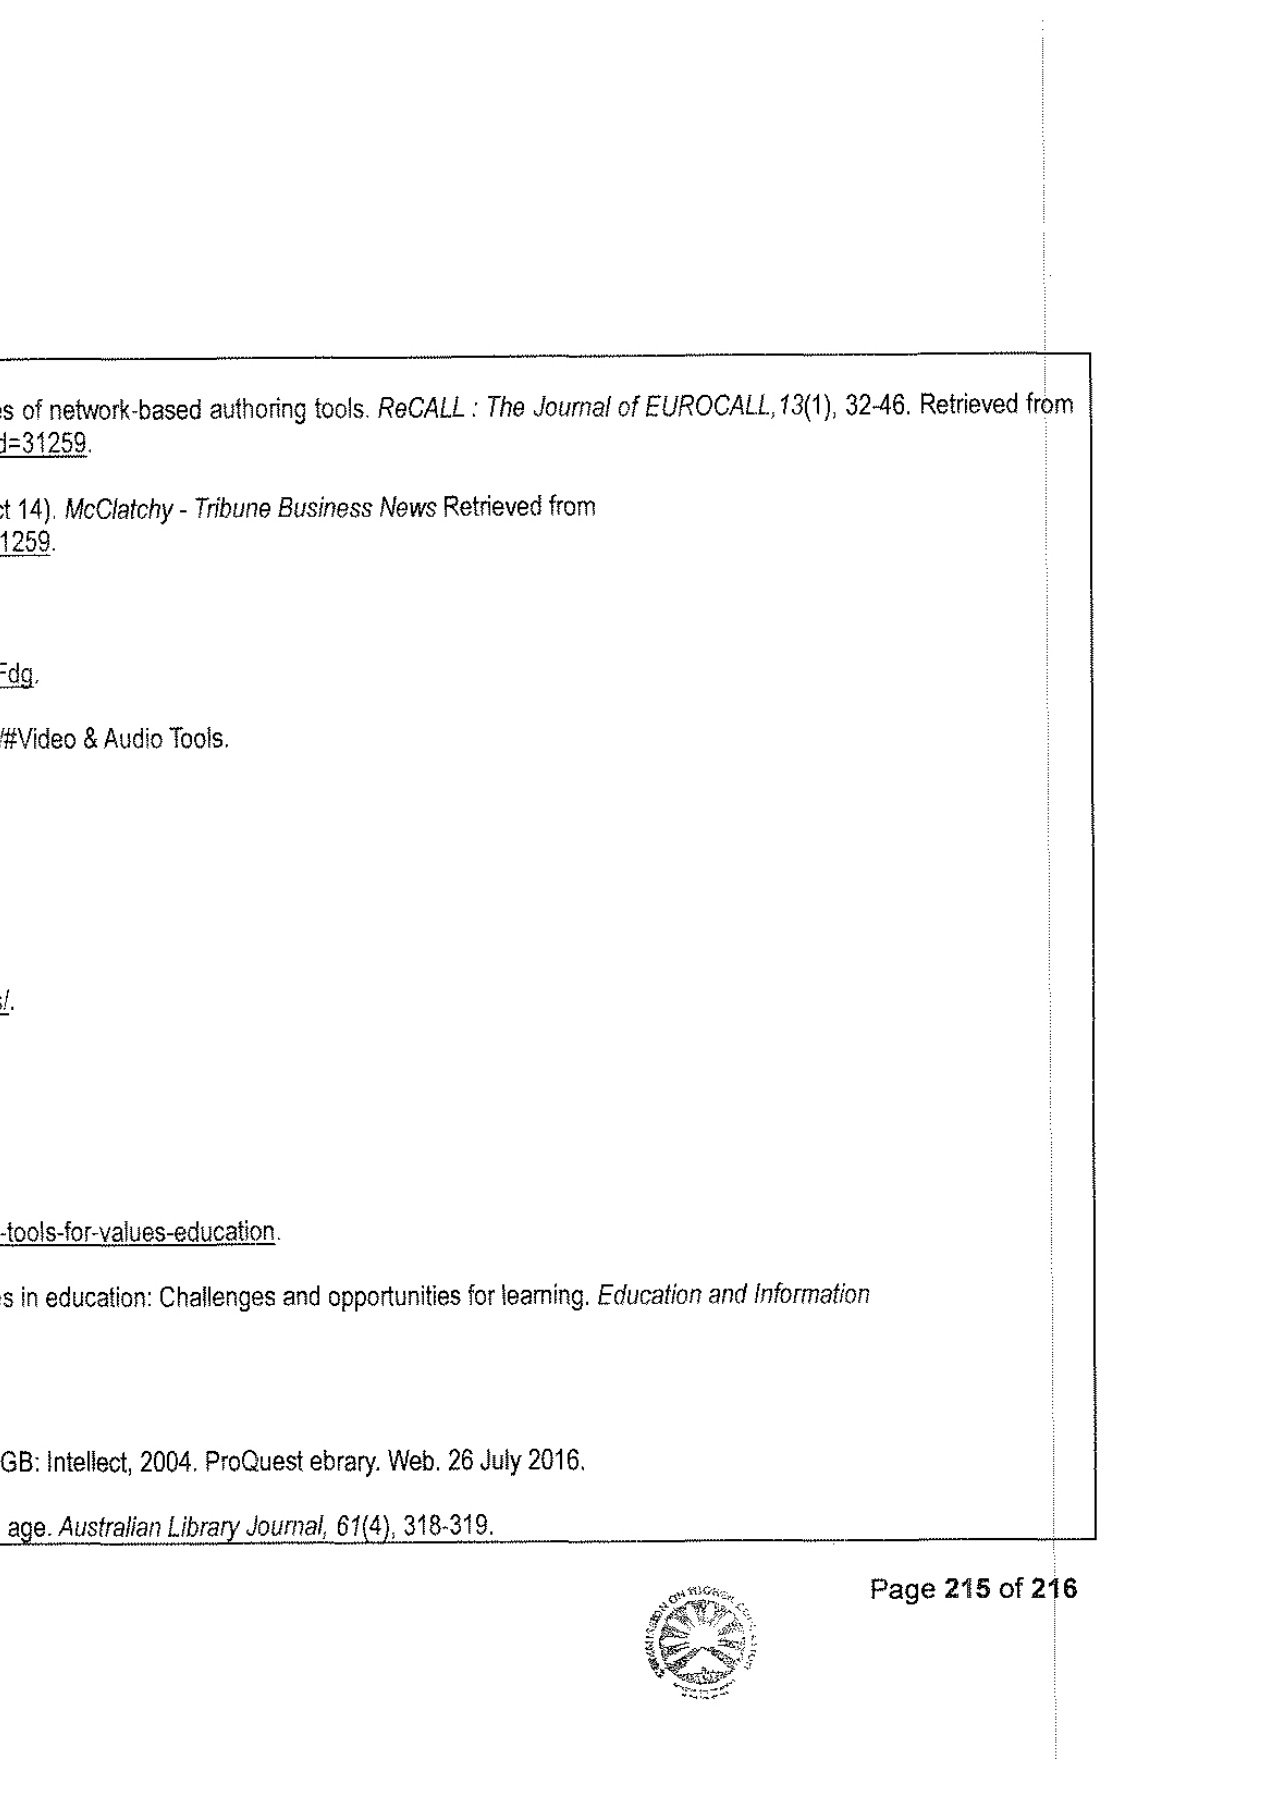 s of network-based authoring tools. ReCALL : The Journal of EUROCALL, 13(1), 32-46. Retrieved from
d=31259.
ct 14). McClatchy - Tribune Business News Retrieved from
1259.
Fdg.
/#Video & Audio Tools.
s/.
-tools-for-values-education.
s in education: Challenges and opportunities for learning. Education and Information
GB: Intellect, 2004. ProQuest ebrary. Web. 26 July 2016.
age. Australian Library Journal, 61(4), 318-319.
Page 215 of 216
COMMISSION ON HIGHER EDUCATION